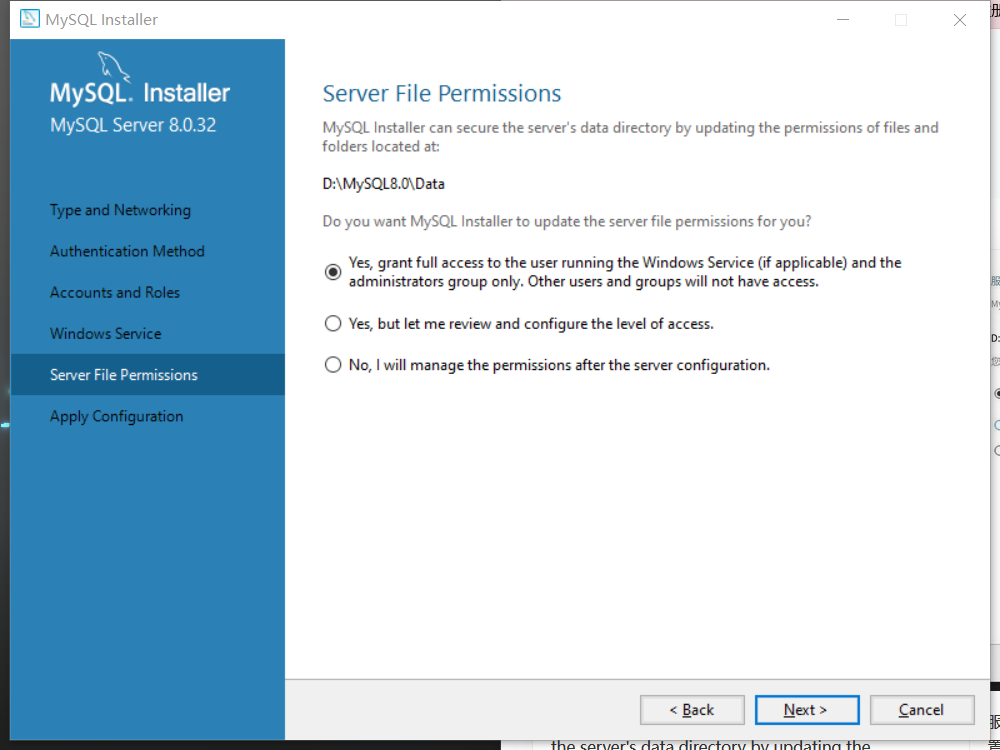 MySQL Installer
MySQL. Installer
MySQL Server 8.0.32
Type and Networking
Authentication Method
Accounts and Roles
Windows Service
Server File Permissions
Apply Configuration
Server File Permissions
MySQL Installer can secure the server's data directory by updating the permissions of files and
folders located at:
D:\MySQL8.0\Data
Do you want MySQL Installer to update the server file permissions for you?
Yes, grant full access to the user running the Windows Service (if applicable) and the
administrators group only. Other users and groups will not have access.
Yes, but let me review and configure the level of access.
No, I will manage the permissions after the server configuration.
< Back
Next >
Cancel
the server's data directory by updating the